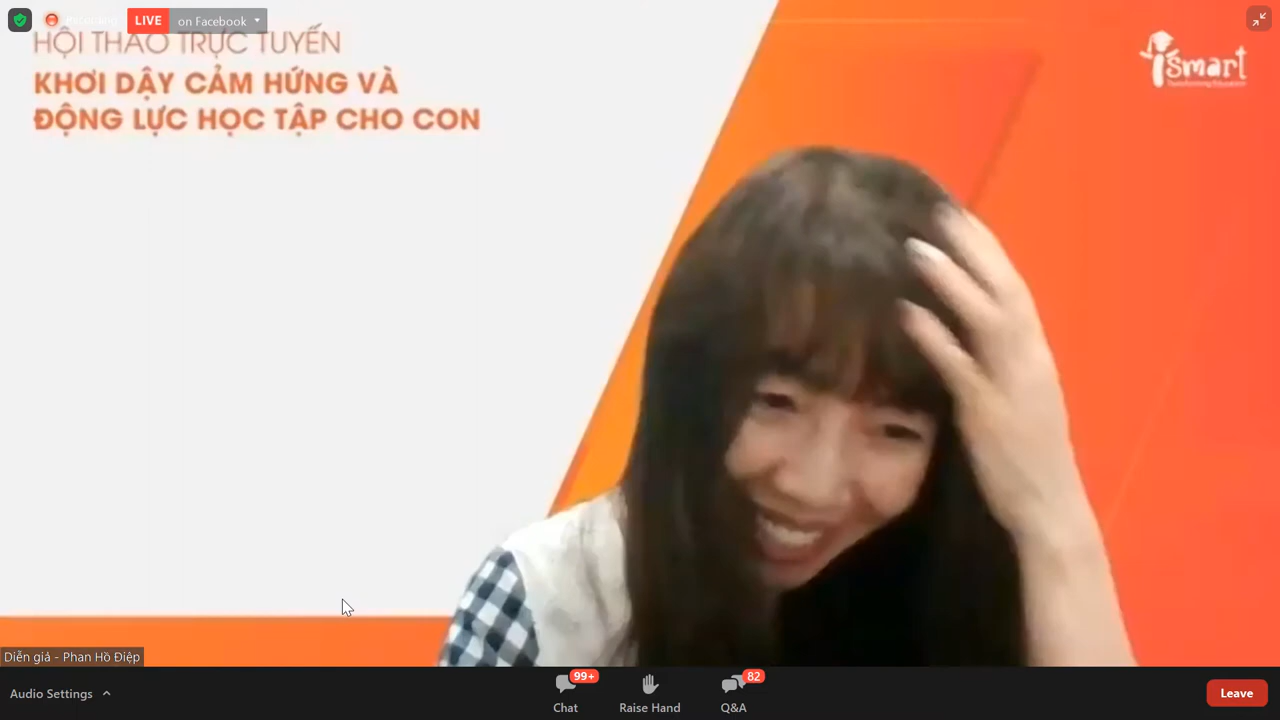 Recording
LIVE
on Facebook
HỘI THẢO TRỰC TUYẾN
KHƠI DẬY CẢM HỨNG VÀ
ĐỘNG LỰC HỌC TẬP CHO CON
ismart
Diễn giả - Phan Hồ Điệp
Audio Settings
99+
Chat
Raise Hand
82
Q&A
Leave